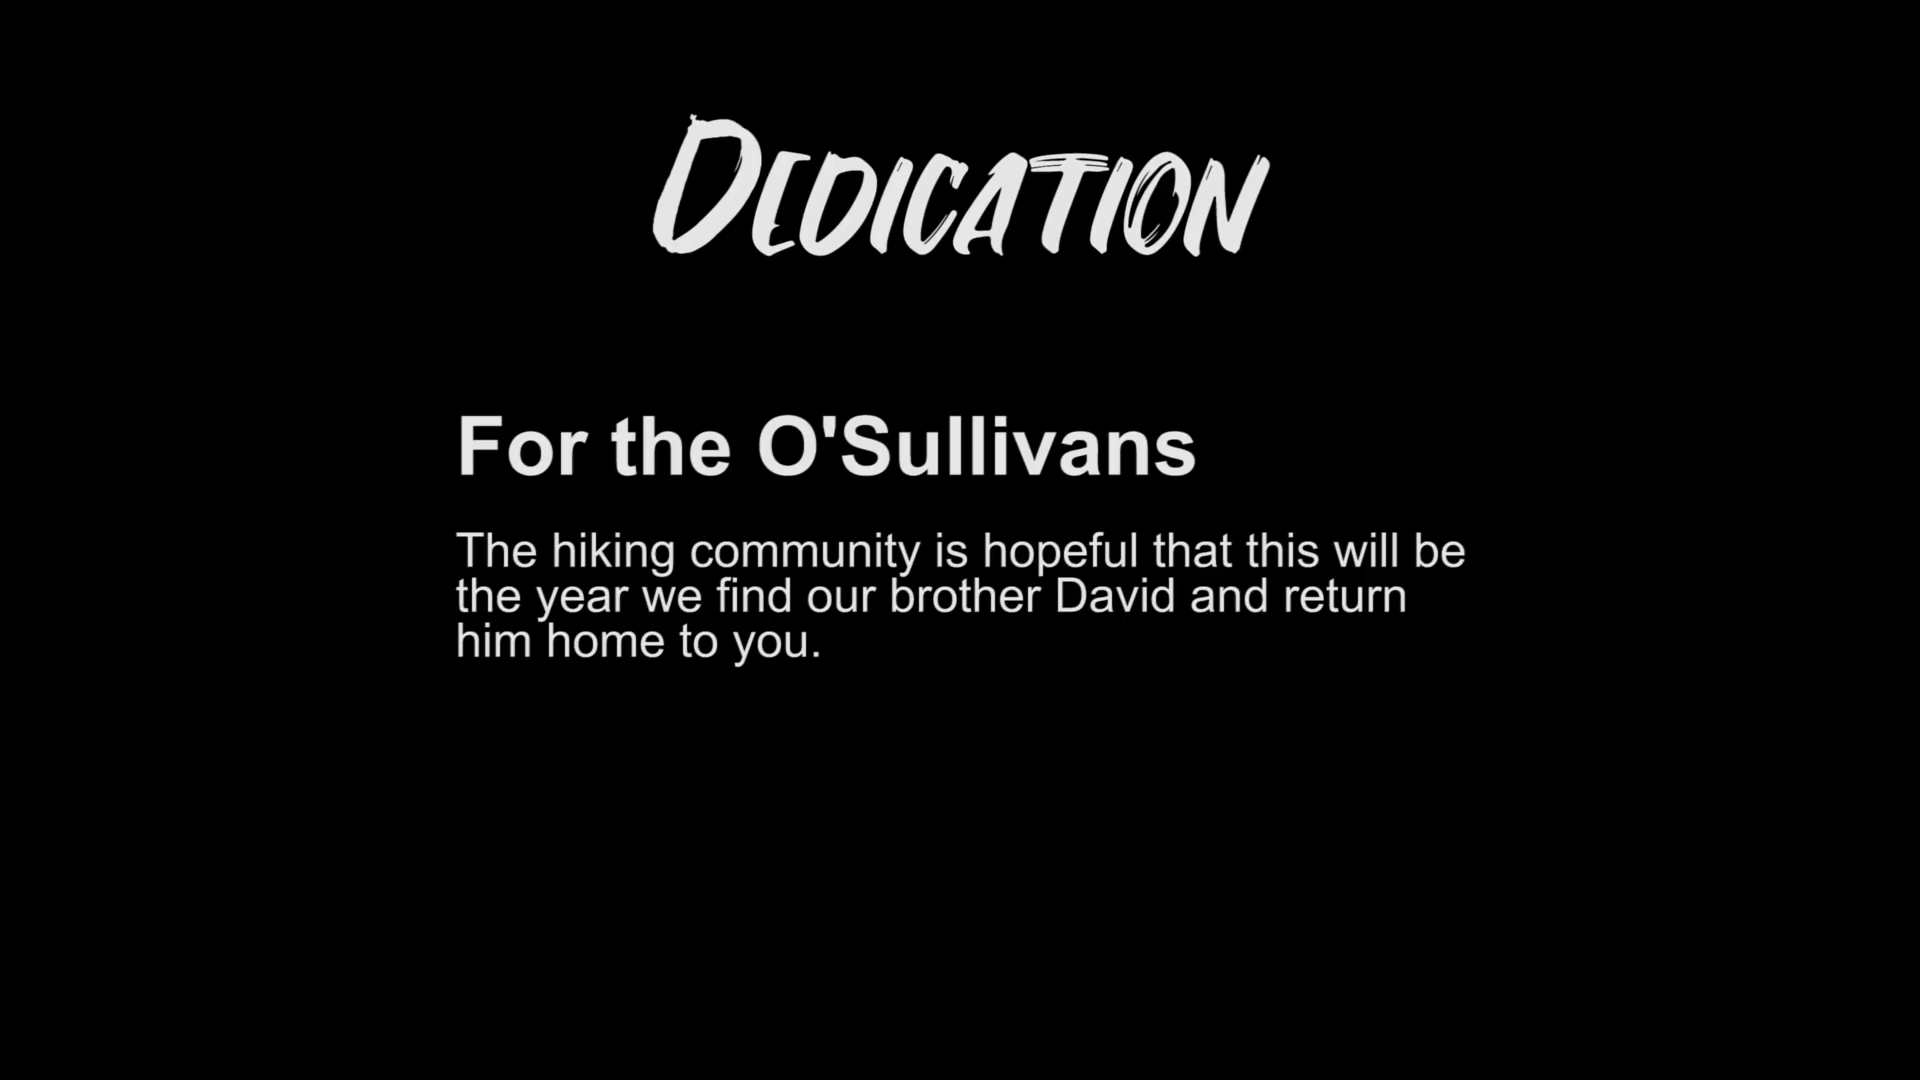 DEDICATION
For the O'Sullivans
The hiking community is hopeful that this will be
the year we find our brother David and return
him home to you.